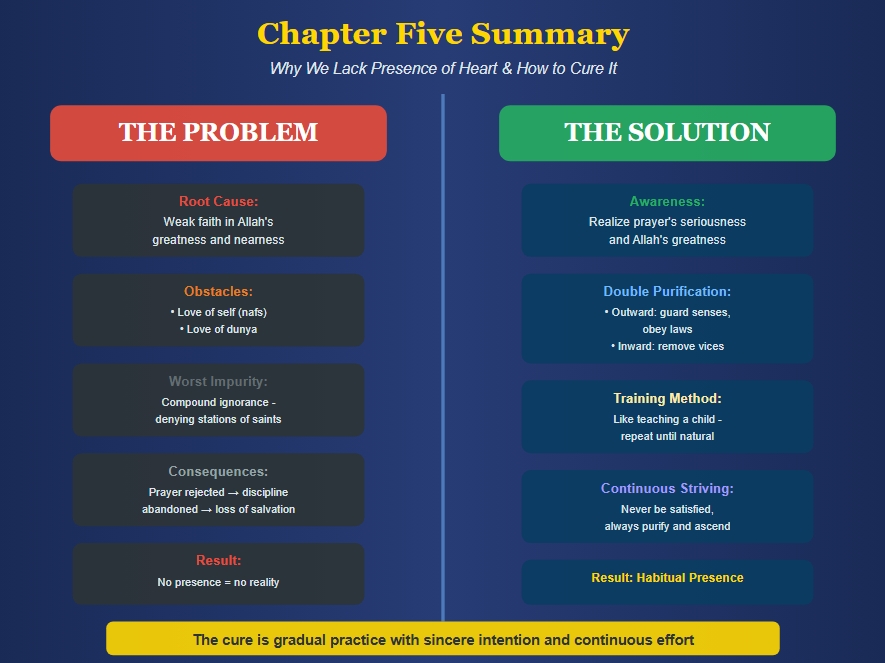 Chapter Five Summary
Why We Lack Presence of Heart & How to Cure It
THE PROBLEM
Root Cause:
Weak faith in Allah's
greatness and nearness
Obstacles:
• Love of self (nafs)
• Love of dunya
Worst Impurity:
Compound ignorance -
denying stations of saints
Consequences:
Prayer rejected → discipline
abandoned → loss of salvation
Result:
No presence = no reality
THE SOLUTION
Awareness:
Realize prayer's seriousness
and Allah's greatness
Double Purification:
• Outward: guard senses,
obey laws
• Inward: remove vices
Training Method:
Like teaching a child -
repeat until natural
Continuous Striving:
Never be satisfied,
always purify and ascend
Result: Habitual Presence
The cure is gradual practice with sincere intention and continuous effort